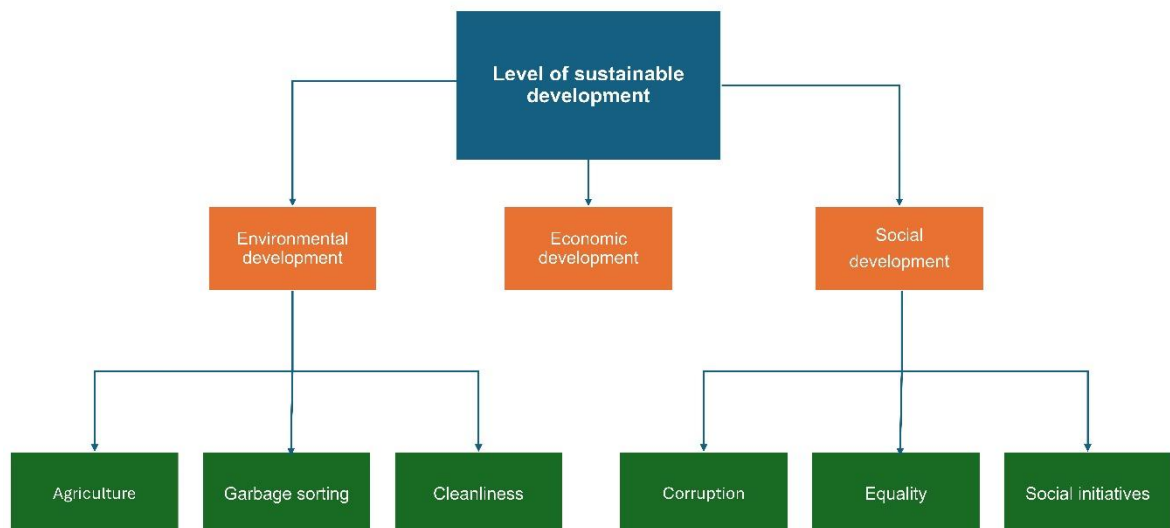 Level of sustainable
development
Environmental
development
Economic
development
Social
development
Agriculture
Garbage sorting
Cleanliness
Corruption
Equality
Social initiatives